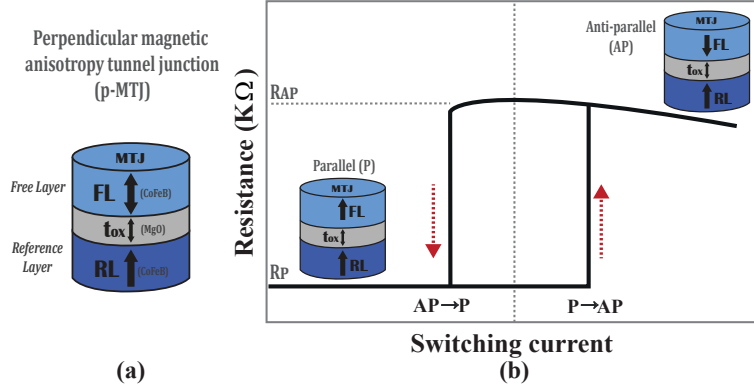 Perpendicular magnetic
anisotropy tunnel junction
(p-MTJ)
MTJ
Free Layer
FL
(CoFeB)
tox
(MgO)
Reference
Layer
RL
(CoFeB)
(a)
Resistance (KΩ)
RAP
RP
Parallel (P)
MTJ
FL
tox
RL
Anti-parallel
(AP)
MTJ
FL
tox
RL
AP→P
P→AP
Switching current
(b)